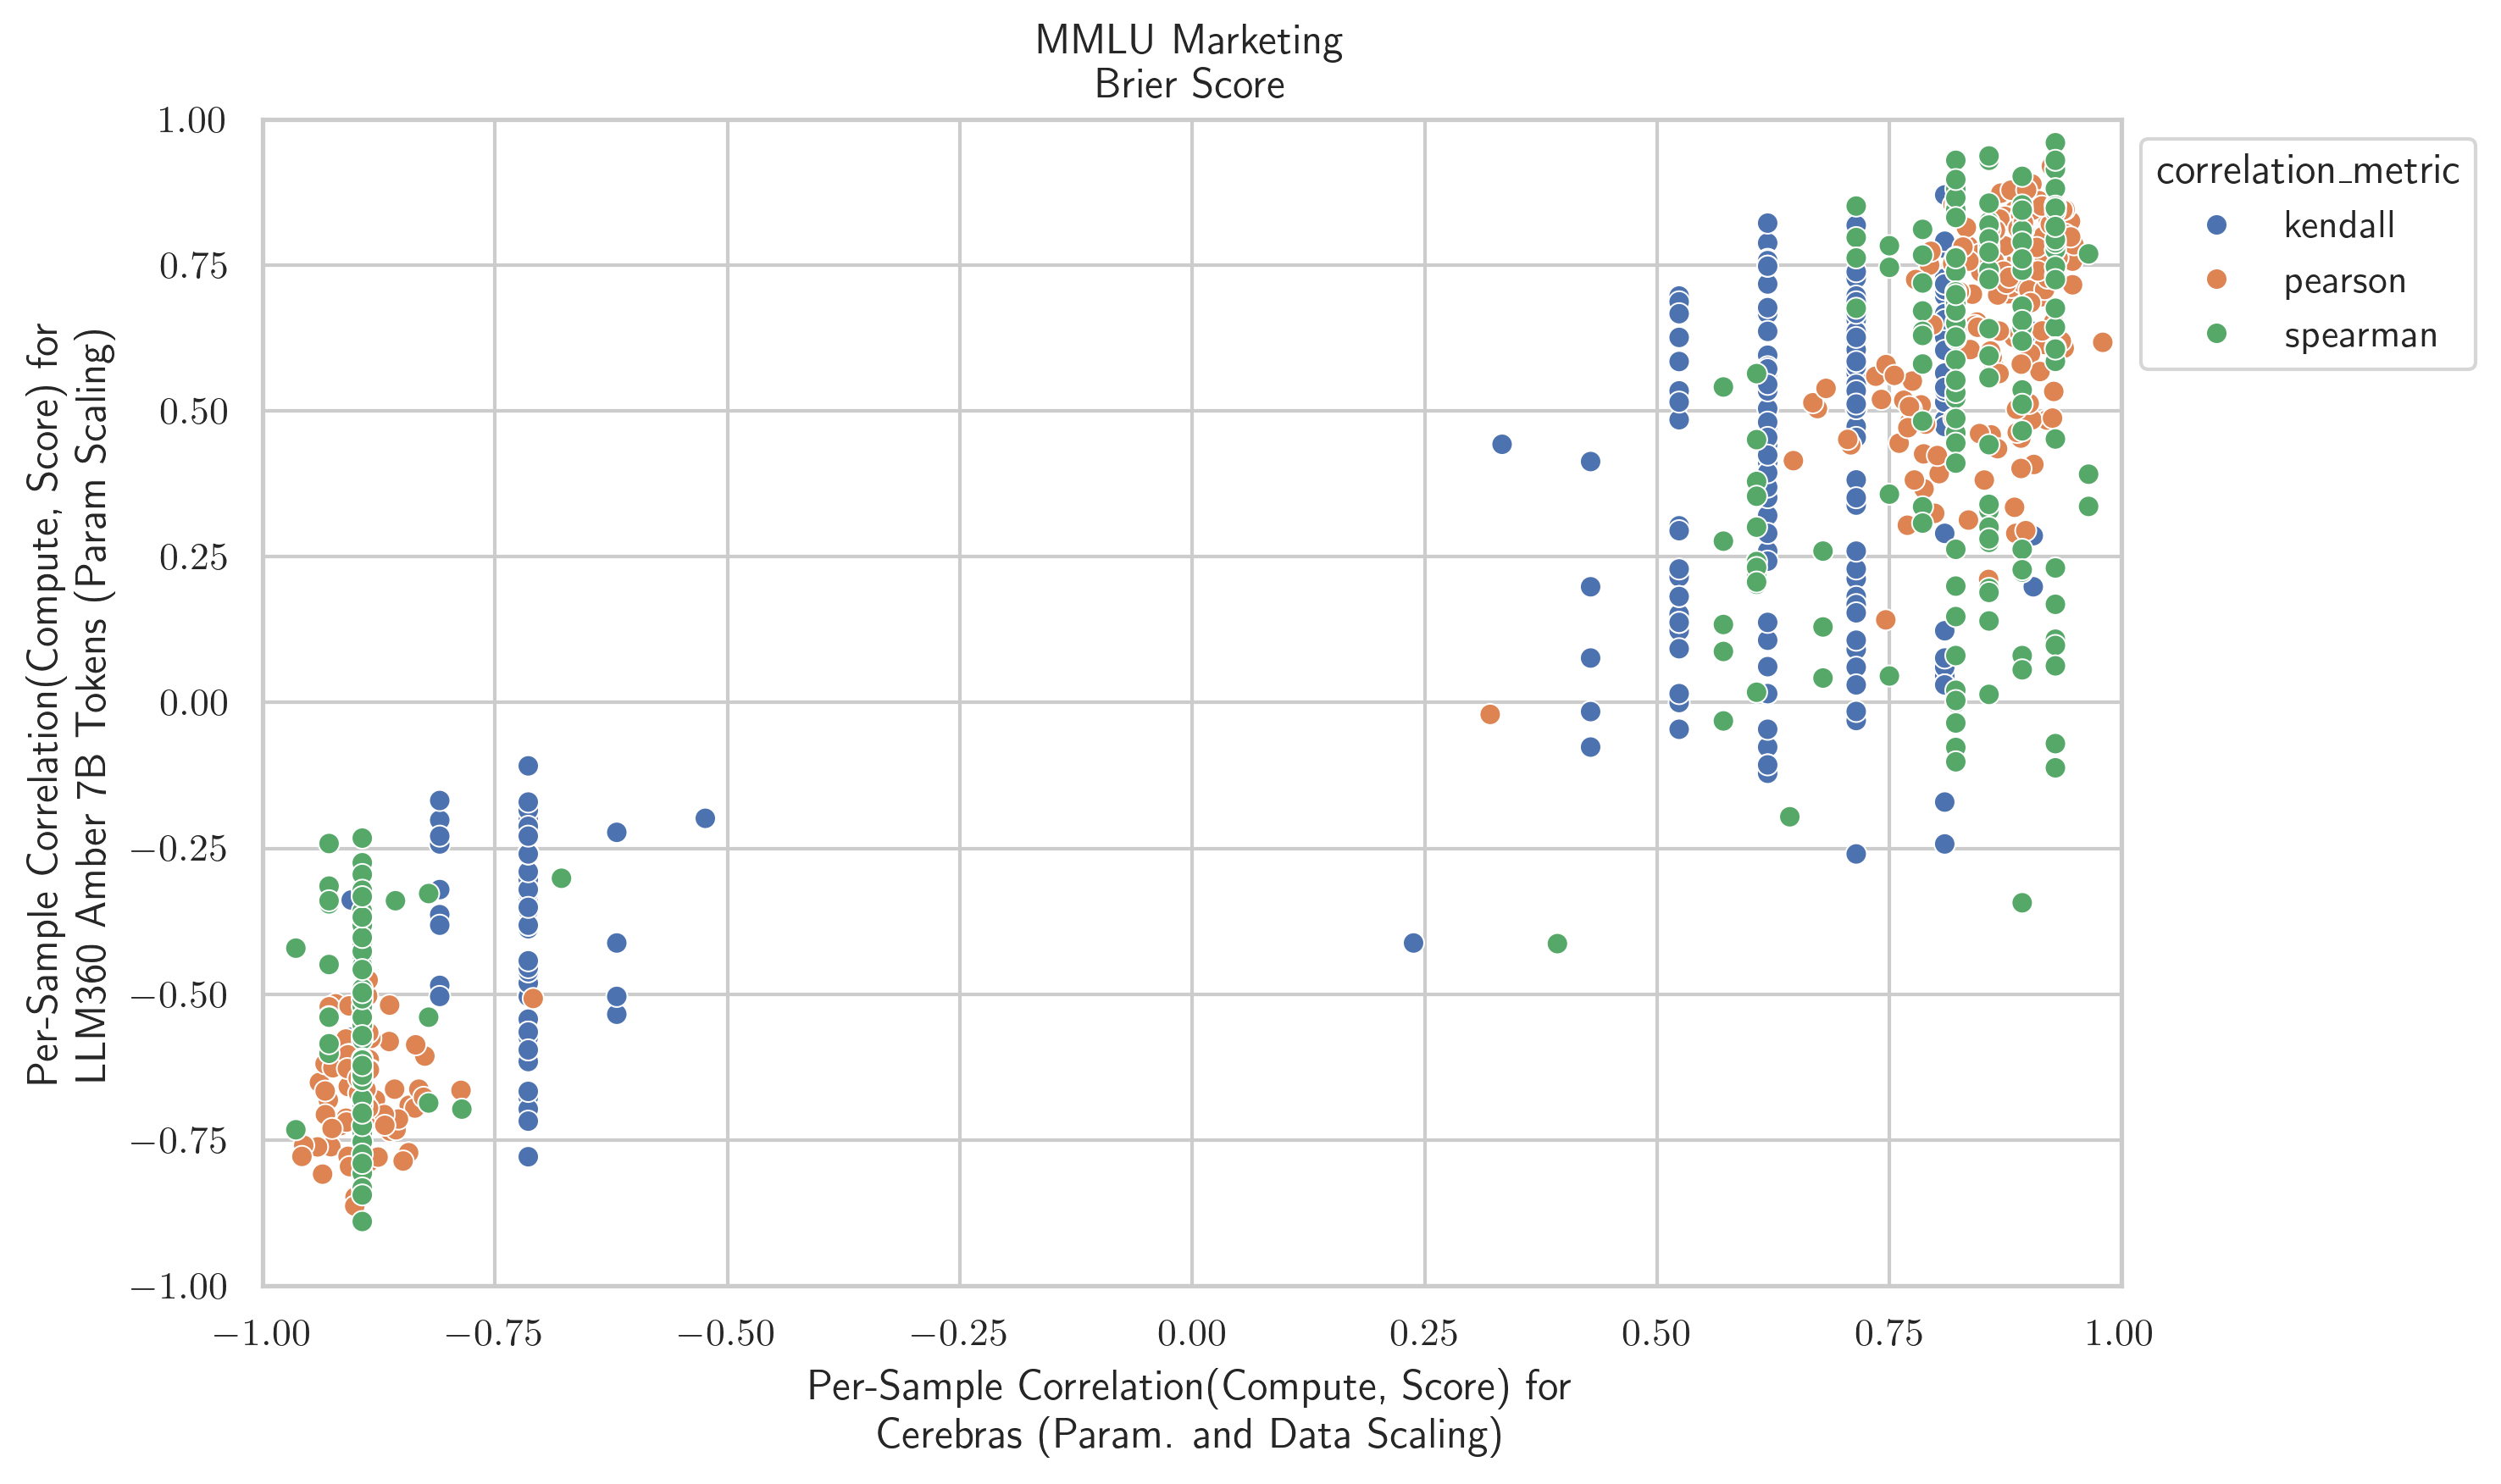 MMLU Marketing
Brier Score
Per-Sample Correlation(Compute, Score) for
LLM360 Amber 7B Tokens (Param Scaling)
1.00
0.75
0.50
0.25
0.00
−0.25
−0.50
−0.75
−1.00
−1.00 −0.75 −0.50 −0.25 0.00 0.25 0.50 0.75 1.00
Per-Sample Correlation(Compute, Score) for
Cerebras (Param. and Data Scaling)
correlation_metric
kendall
pearson
spearman